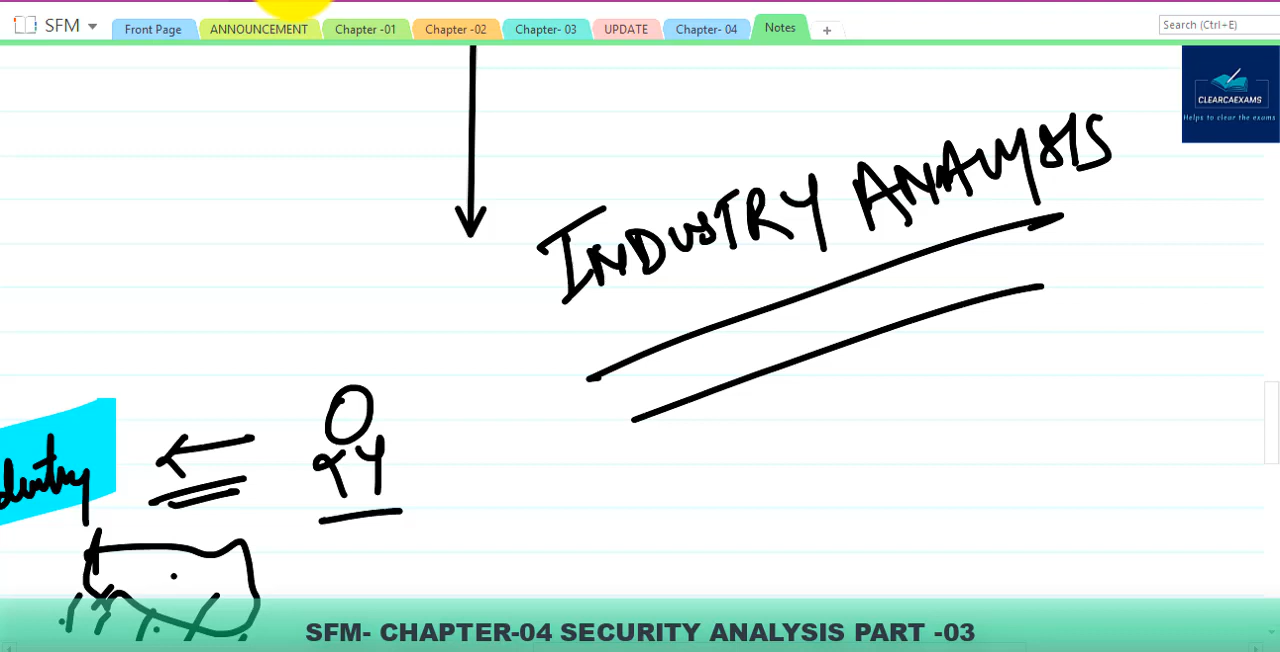 SFM
Front Page
ANNOUNCEMENT
Chapter -01
Chapter -02
Chapter- 03
UPDATE
Chapter- 04
Notes
+
Search (Ctrl+E)
CLEARCAEXAMS
Helps to clear the exams
INDUSTRY ANALYSIS
SFM- CHAPTER-04 SECURITY ANALYSIS PART -03